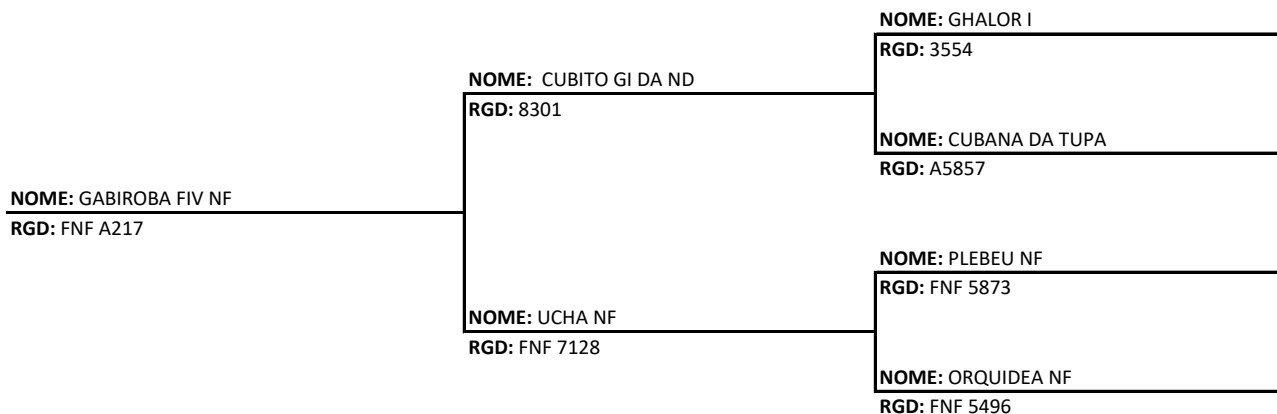 NOME: GHALOR I
RGD: 3554
NOME: CUBITO GI DA ND
RGD: 8301
NOME: CUBANA DA TUPA
RGD: A5857
NOME: GABIROBA FIV NF
RGD: FNF A217
NOME: PLEBEU NF
RGD: FNF 5873
NOME: UCHA NF
RGD: FNF 7128
NOME: ORQUIDEA NF
RGD: FNF 5496